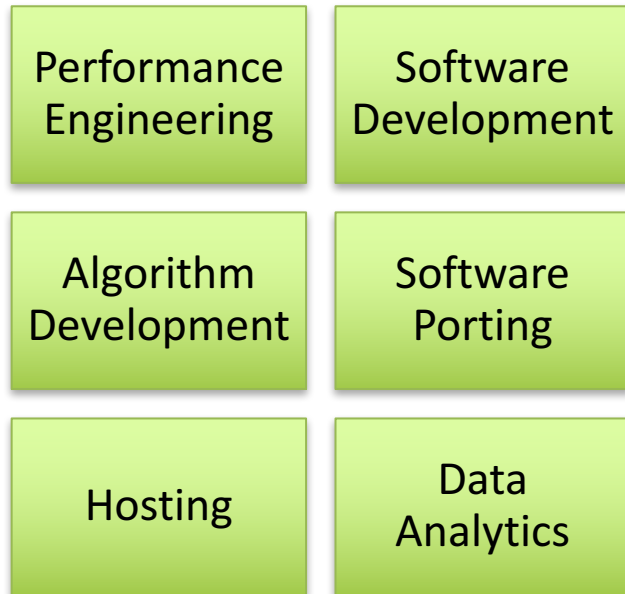 Performance
Engineering
Software
Development
Algorithm
Development
Software
Porting
Hosting
Data
Analytics